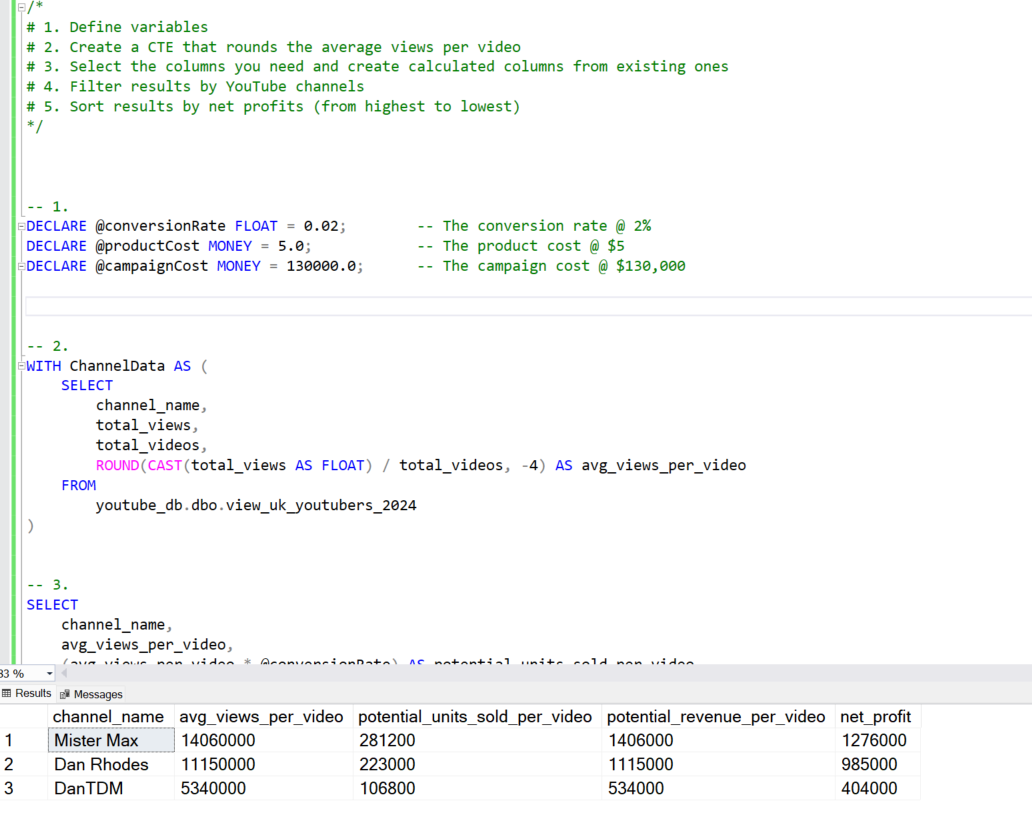 /*
# 1. Define variables
# 2. Create a CTE that rounds the average views per video
# 3. Select the columns you need and create calculated columns from existing ones
# 4. Filter results by YouTube channels
# 5. Sort results by net profits (from highest to lowest)
*/
-- 1.
DECLARE @conversionRate FLOAT = 0.02; -- The conversion rate @ 2%
DECLARE @productCost MONEY = 5.0; -- The product cost @ $5
DECLARE @campaignCost MONEY = 130000.0; -- The campaign cost @ $130,000
-- 2.
WITH ChannelData AS (
SELECT
channel_name,
total_views,
total_videos,
ROUND(CAST(total_views AS FLOAT) / total_videos, -4) AS avg_views_per_video
FROM
youtube_db.dbo.view_uk_youtubers_2024
)
-- 3.
SELECT
channel_name,
avg_views_per_video,
(avg_views_per_video * @conversionRate) AS potential_units_sold_per_video
33 %
Results Messages
channel_name avg_views_per_video potential_units_sold_per_video potential_revenue_per_video net_profit
1 Mister Max 14060000 281200 1406000 1276000
2 Dan Rhodes 11150000 223000 1115000 985000
3 DanTDM 5340000 106800 534000 404000